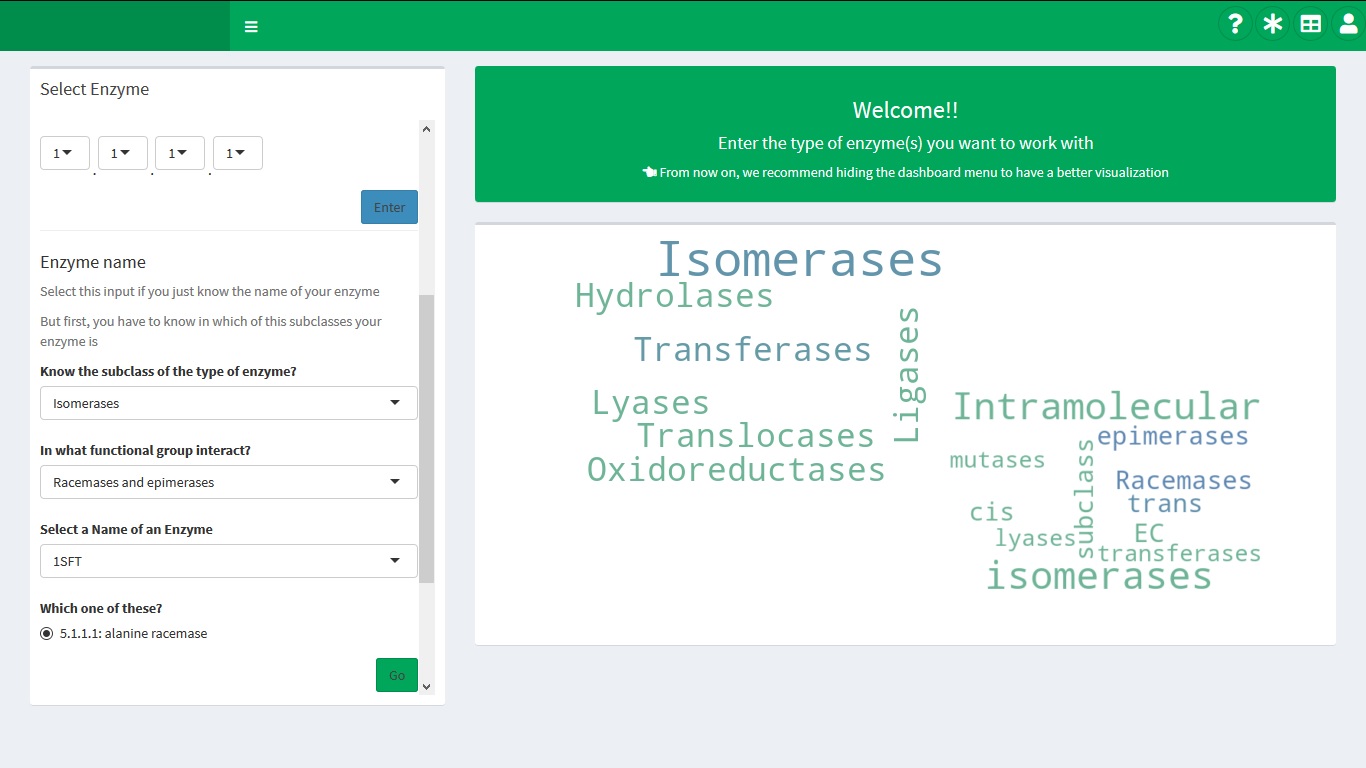 Select Enzyme
1 . 1 . 1 . 1
Enter
Enzyme name
Select this input if you just know the name of your enzyme
But first, you have to know in which of this subclasses your
enzyme is
Know the subclass of the type of enzyme?
Isomerases
In what functional group interact?
Racemases and epimerases
Select a Name of an Enzyme
1SFT
Which one of these?
5.1.1.1: alanine racemase
Go
Welcome!!
Enter the type of enzyme(s) you want to work with
From now on, we recommend hiding the dashboard menu to have a better visualization
Isomerases
Hydrolases
Transferases
Ligases
Lyases
Translocases
Oxidoreductases
Intramolecular
epimerases
mutases
subclass
Racemases
trans
cis
EC
lyases
transferases
isomerases